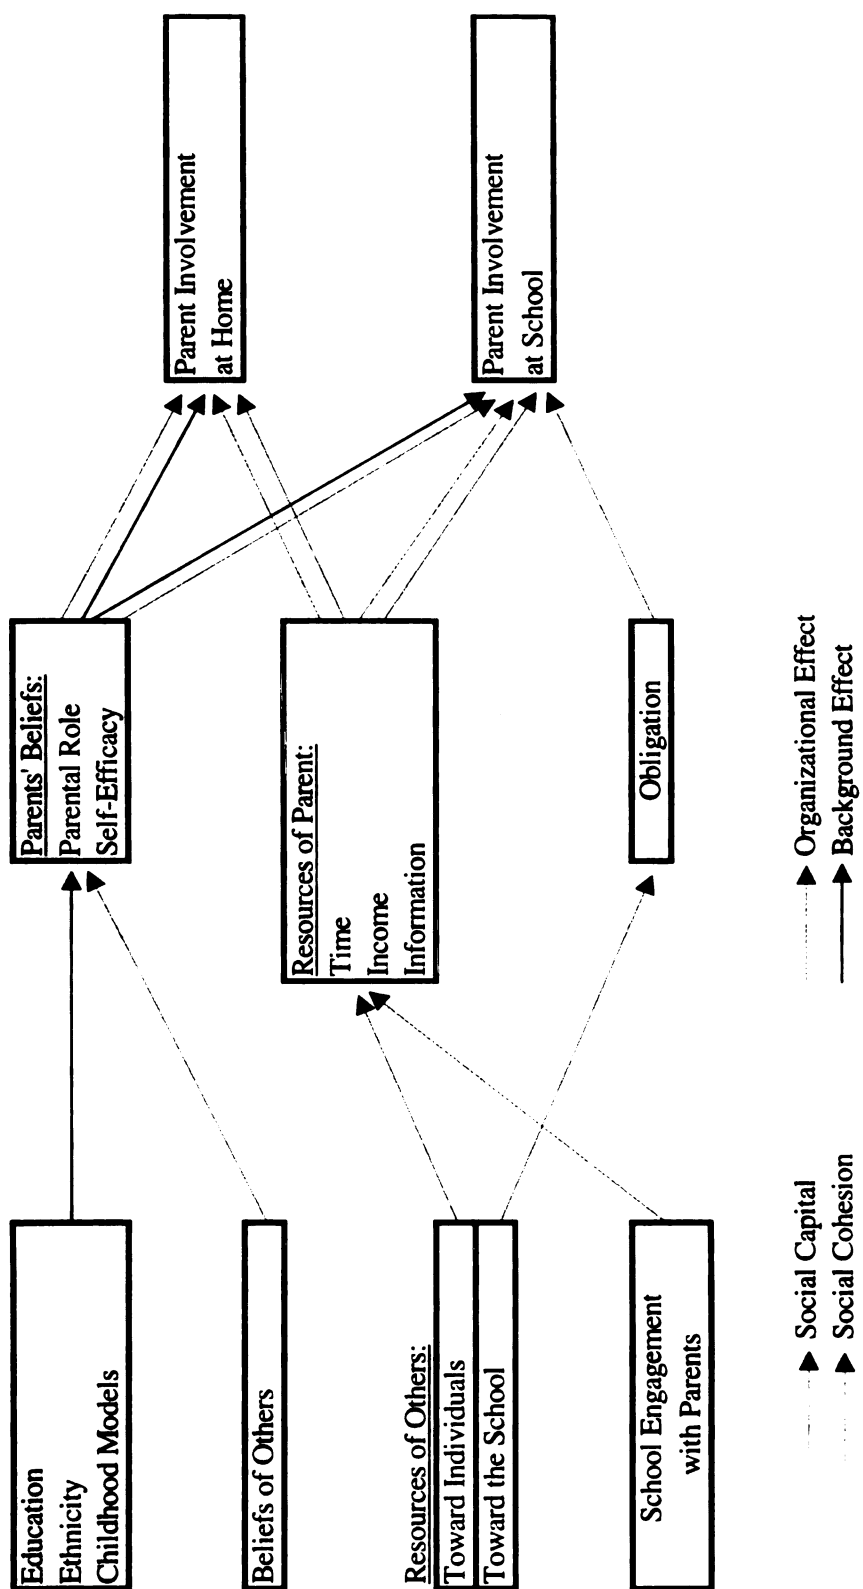 Education
Ethnicity
Childhood Models
Beliefs of Others
Resources of Others:
Toward Individuals
Toward the School
School Engagement
with Parents
Parents' Beliefs:
Parental Role
Self-Efficacy
Resources of Parent:
Time
Income
Information
Obligation
Parent Involvement
at Home
Parent Involvement
at School
Social Capital
Social Cohesion
Organizational Effect
Background Effect